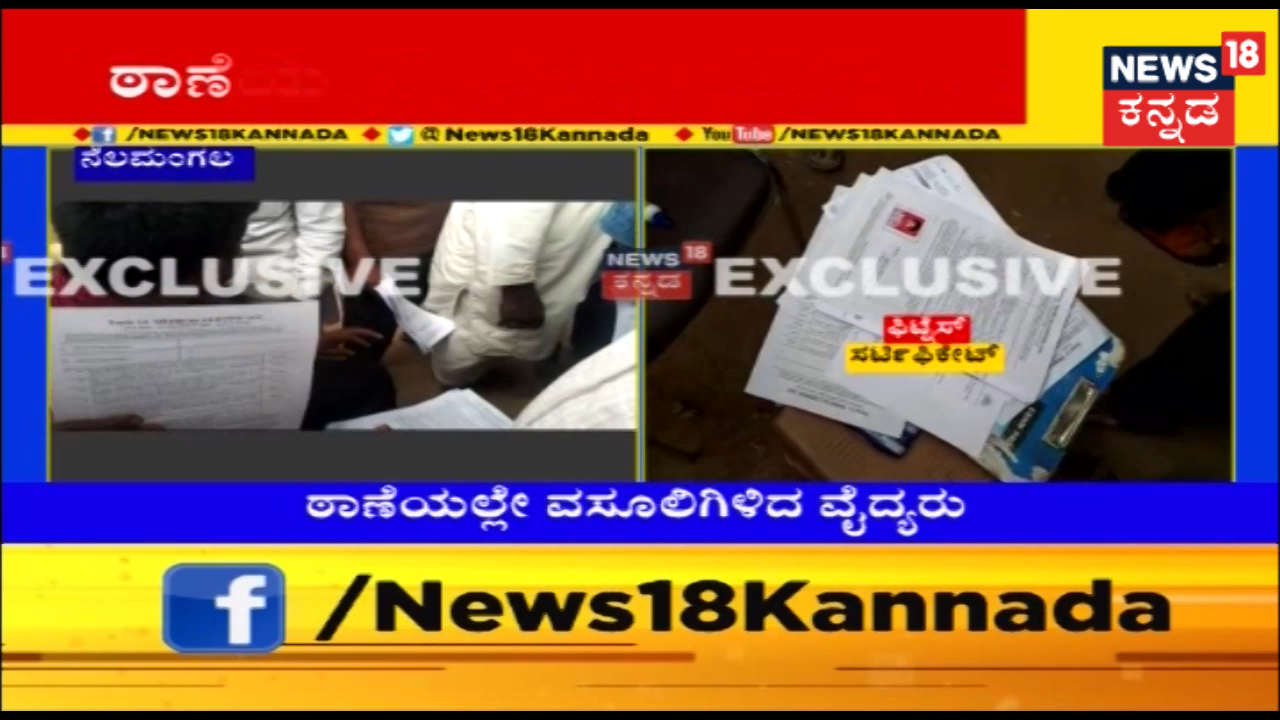 ಠಾಣೆಯ
NEWS 18
ಕನ್ನಡ
/NEWS18KANNADA @News18Kannada YouTube /NEWS18KANNADA
ನೆಲಮಂಗಲ
EXCLUSIVE
NEWS 18
ಕನ್ನಡ
EXCLUSIVE
ಫಿಟ್ನೆಸ್
ಸರ್ಟಿಫಿಕೇಟ್
ಠಾಣೆಯಲ್ಲೇ ವಸೂಲಿಗಿಳಿದ ವೈದ್ಯರು
f /News18Kannada